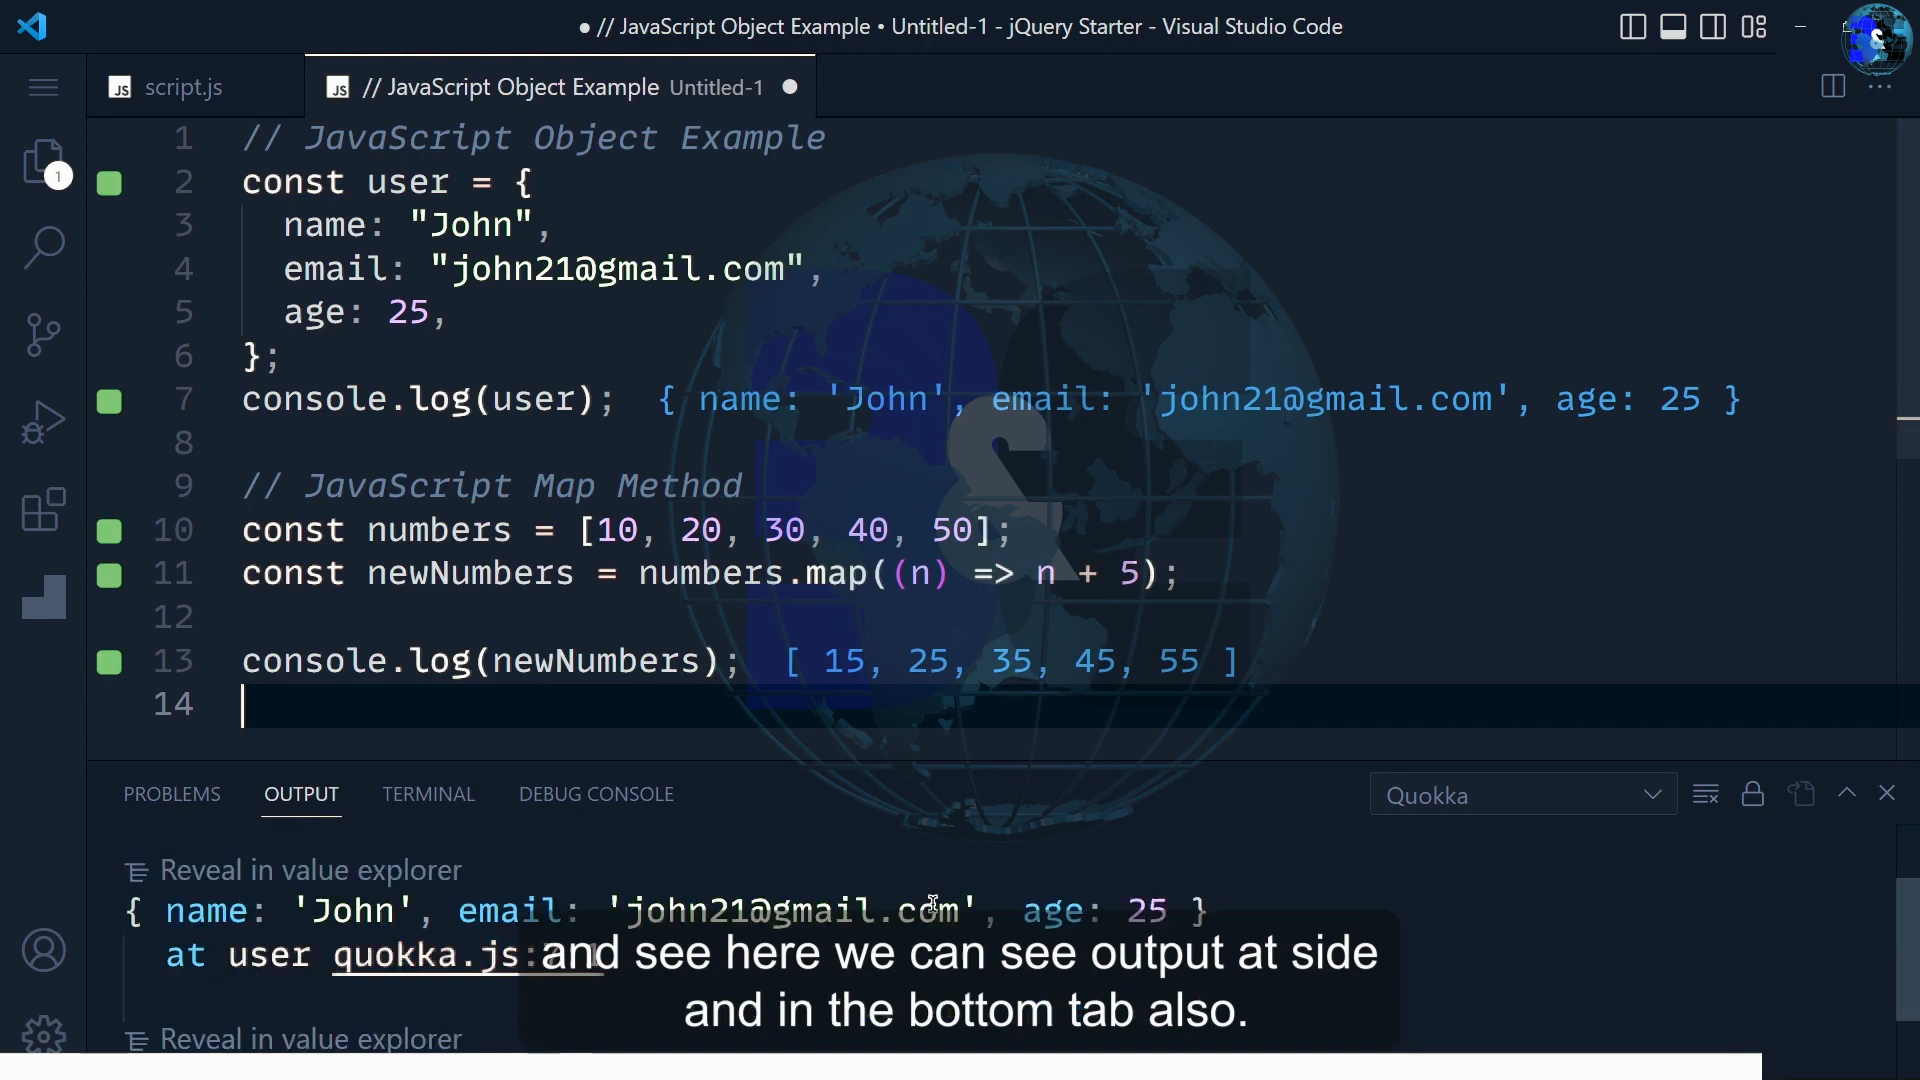 ● // JavaScript Object Example • Untitled-1 - jQuery Starter - Visual Studio Code
JS script.js
JS // JavaScript Object Example Untitled-1 ●
1 // JavaScript Object Example
2 const user = {
3 name: "John",
4 email: "john21@gmail.com",
5 age: 25,
6 };
7 console.log(user); { name: 'John', email: 'john21@gmail.com', age: 25 }
8
9 // JavaScript Map Method
10 const numbers = [10, 20, 30, 40, 50];
11 const newNumbers = numbers.map((n) => n + 5);
12
13 console.log(newNumbers); [ 15, 25, 35, 45, 55 ]
14
1
&
PROBLEMS OUTPUT TERMINAL DEBUG CONSOLE Quokka
Reveal in value explorer
{ name: 'John', email: 'john21@gmail.com', age: 25 }
at user quokka.js:
Reveal in value explorer
and see here we can see output at side
and in the bottom tab also.